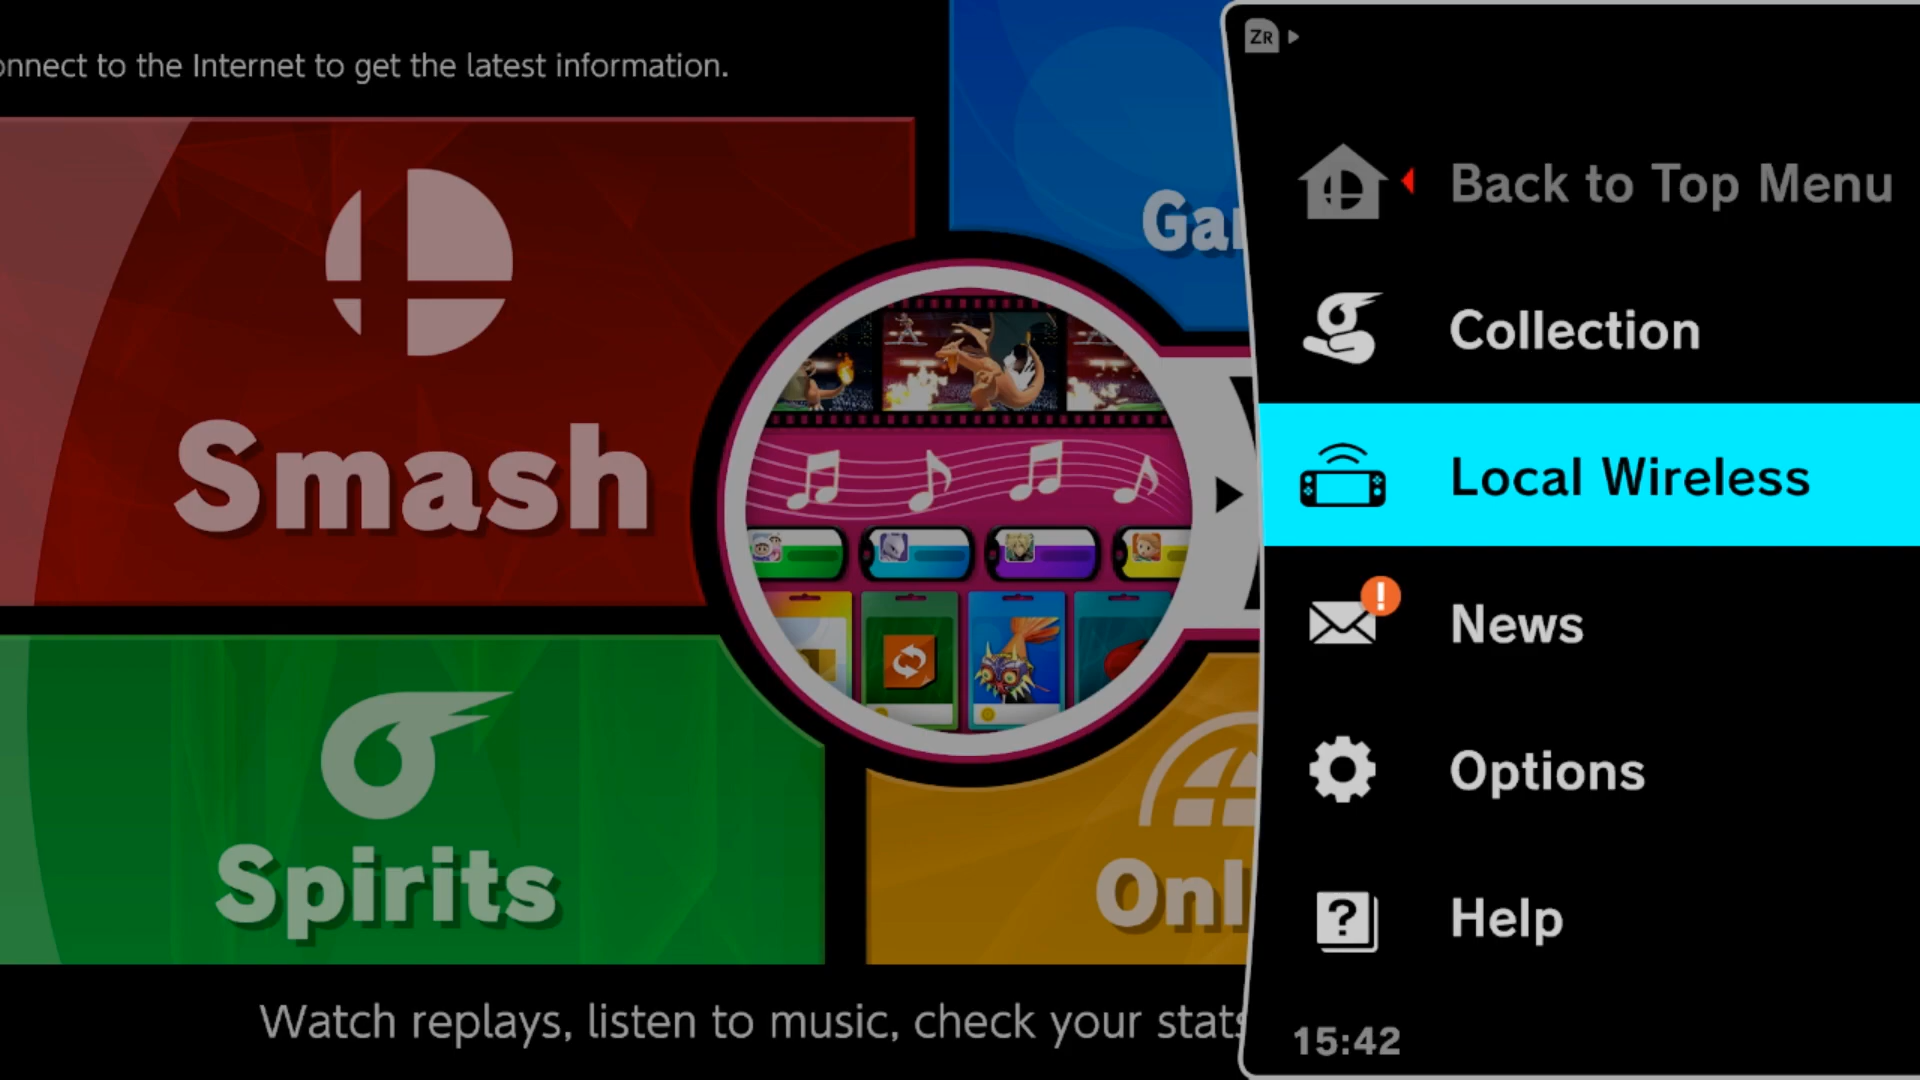 onnect to the Internet to get the latest information.
Smash
Spirits
Watch replays, listen to music, check your stats
ZR
Back to Top Menu
Collection
Local Wireless
News
Options
Help
15:42